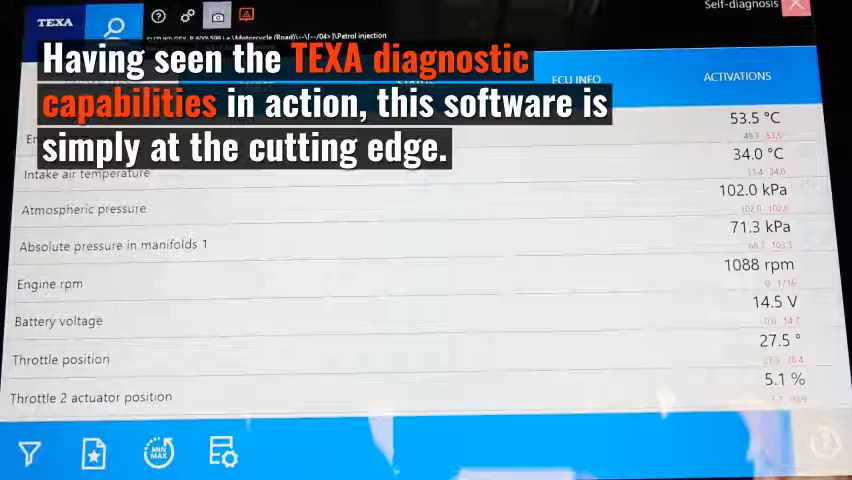 Self-diagnosis
TEXA
Having seen the TEXA diagnostic
capabilities in action, this software is
simply at the cutting edge.
ECU INFO
ACTIVATIONS
53.5 °C
Intake air temperature
34.0 °C
Atmospheric pressure
102.0 kPa
Absolute pressure in manifolds 1
71.3 kPa
Engine rpm
1088 rpm
Battery voltage
14.5 V
Throttle position
27.5 °
Throttle 2 actuator position
5.1 %
MIN
MAX